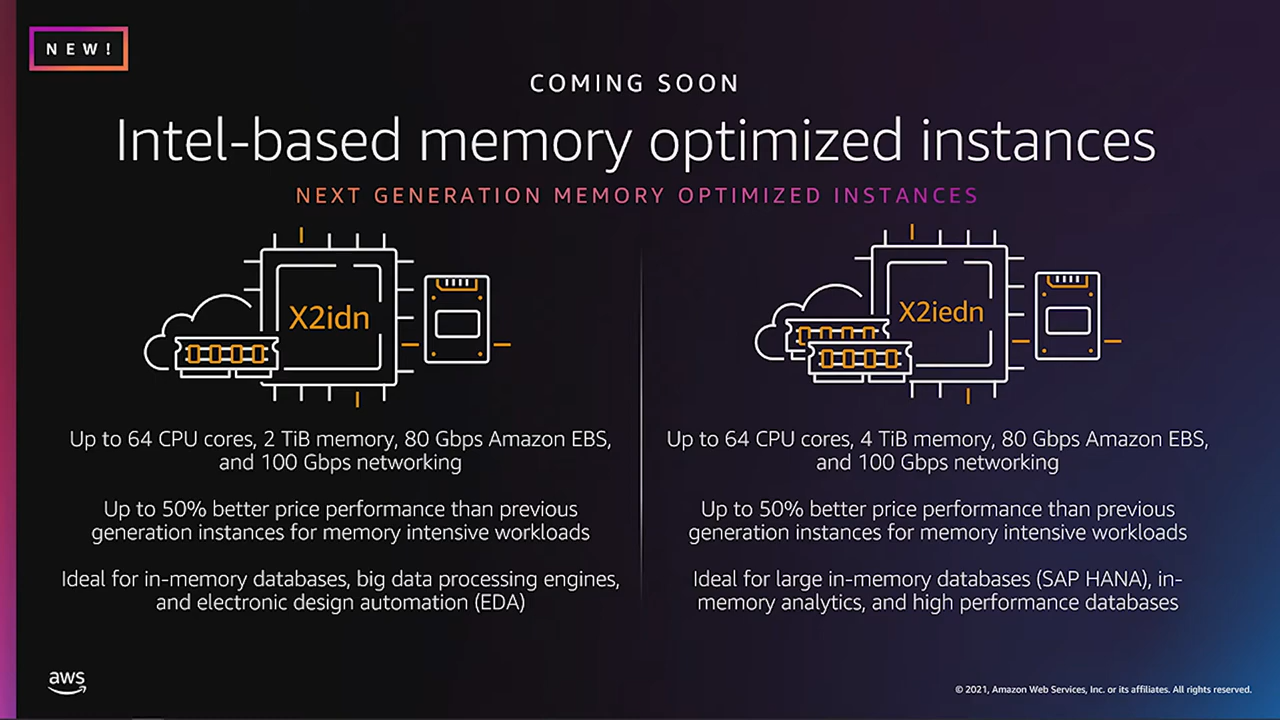 NEW!
COMING SOON
Intel-based memory optimized instances
NEXT GENERATION MEMORY OPTIMIZED INSTANCES
X2idn
Up to 64 CPU cores, 2 TiB memory, 80 Gbps Amazon EBS,
and 100 Gbps networking
Up to 50% better price performance than previous
generation instances for memory intensive workloads
Ideal for in-memory databases, big data processing engines,
and electronic design automation (EDA)
X2iedn
Up to 64 CPU cores, 4 TiB memory, 80 Gbps Amazon EBS,
and 100 Gbps networking
Up to 50% better price performance than previous
generation instances for memory intensive workloads
Ideal for large in-memory databases (SAP HANA), in-
memory analytics, and high performance databases
aws
© 2021, Amazon Web Services, Inc. or its affiliates. All rights reserved.